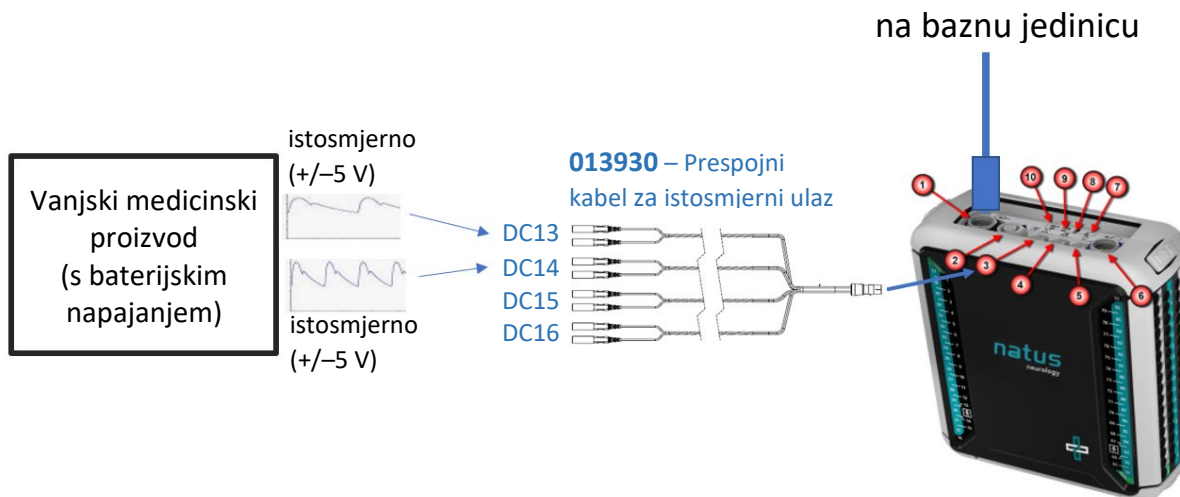 na baznu jedinicu
istosmjerno
(+/–5 V)
Vanjski medicinski
proizvod
(s baterijskim
napajanjem)
istosmjerno
(+/–5 V)
013930 – Prespojni
kabel za istosmjerni ulaz
DC13
DC14
DC15
DC16
1
10
9
8
7
2
3
4
5
6
natus
neurology